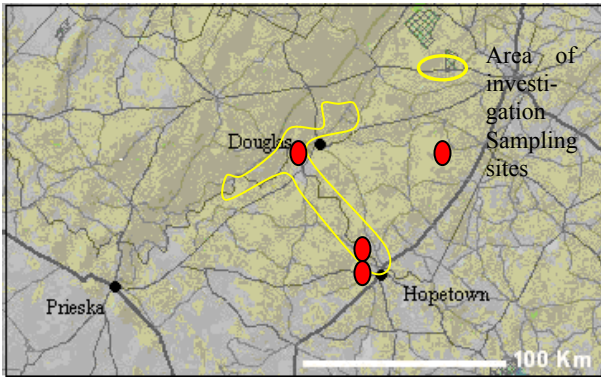 Area of
investi-
gation
Douglas
Sampling
sites
Prieska
Hopetown
100 Km